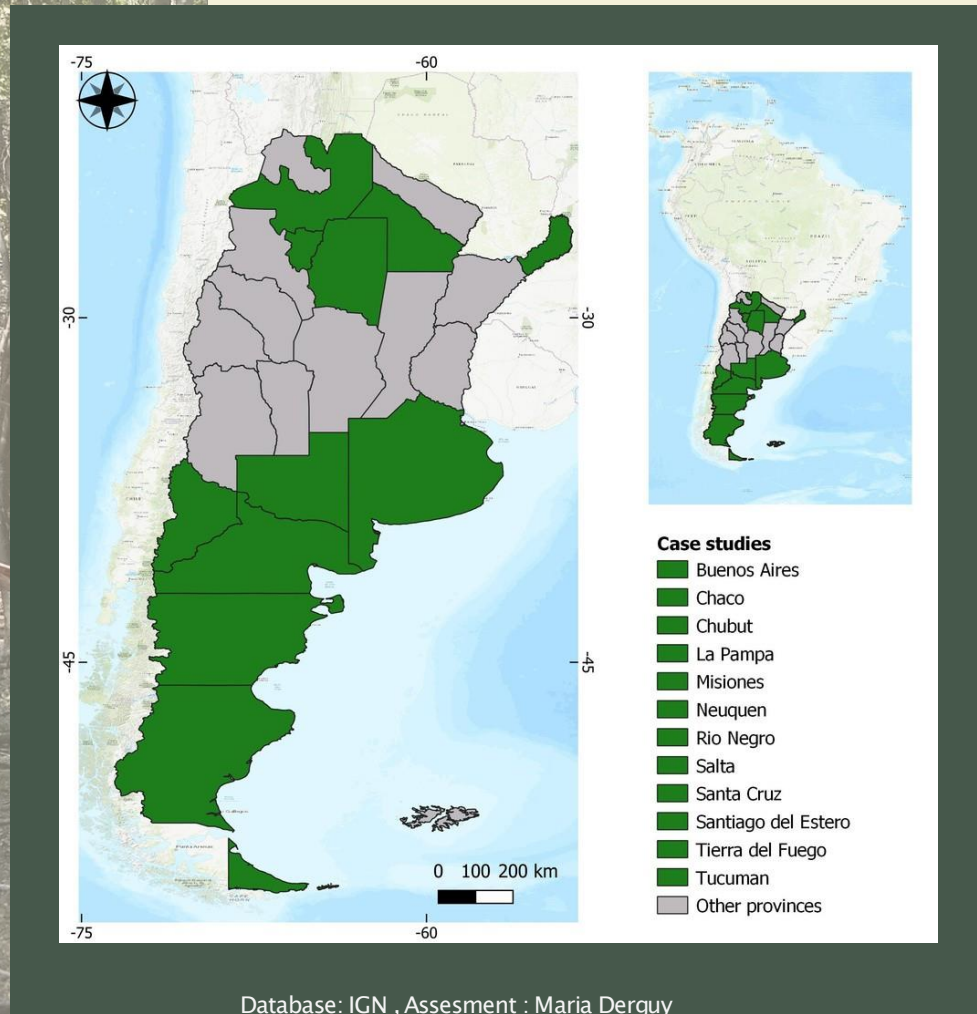 -75
-60
-30
-30
-45
-45
0 100 200 km
-75
-60
Case studies
Buenos Aires
Chaco
Chubut
La Pampa
Misiones
Neuquen
Rio Negro
Salta
Santa Cruz
Santiago del Estero
Tierra del Fuego
Tucuman
Other provinces
Database: IGN , Assesment : Maria Derguy